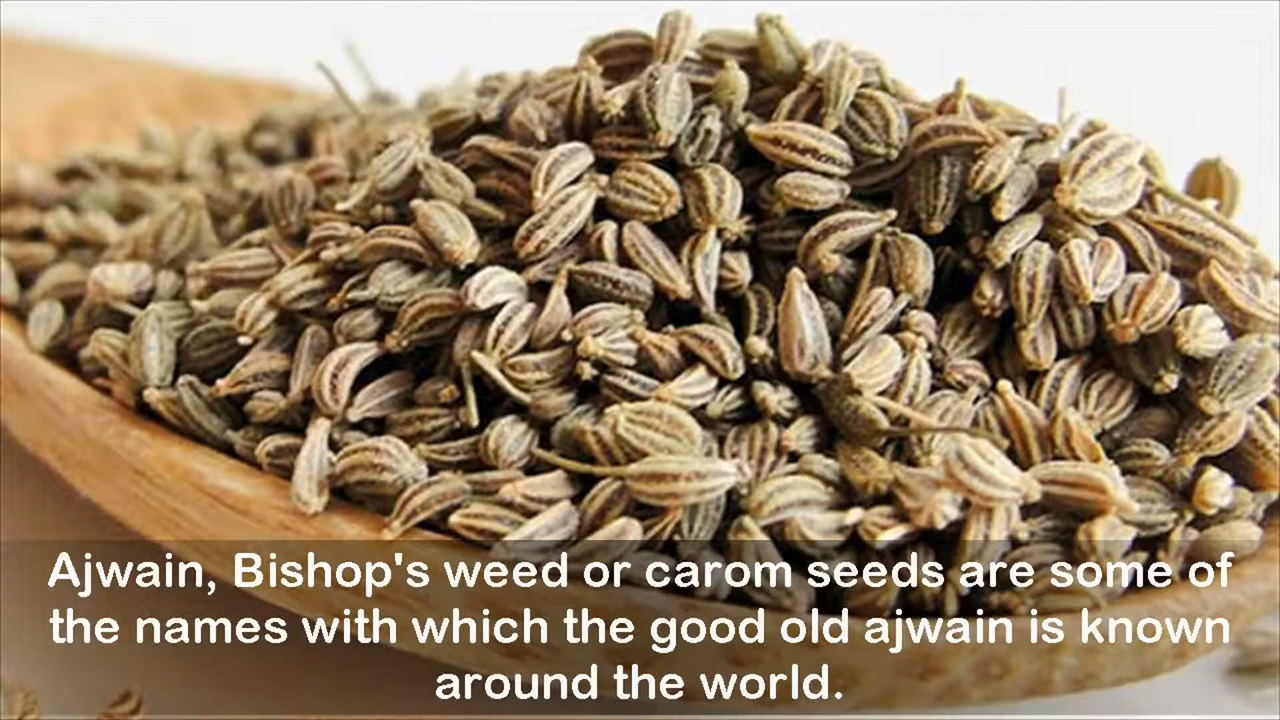 Ajwain, Bishop's weed or carom seeds are some of
the names with which the good old ajwain is known
around the world.